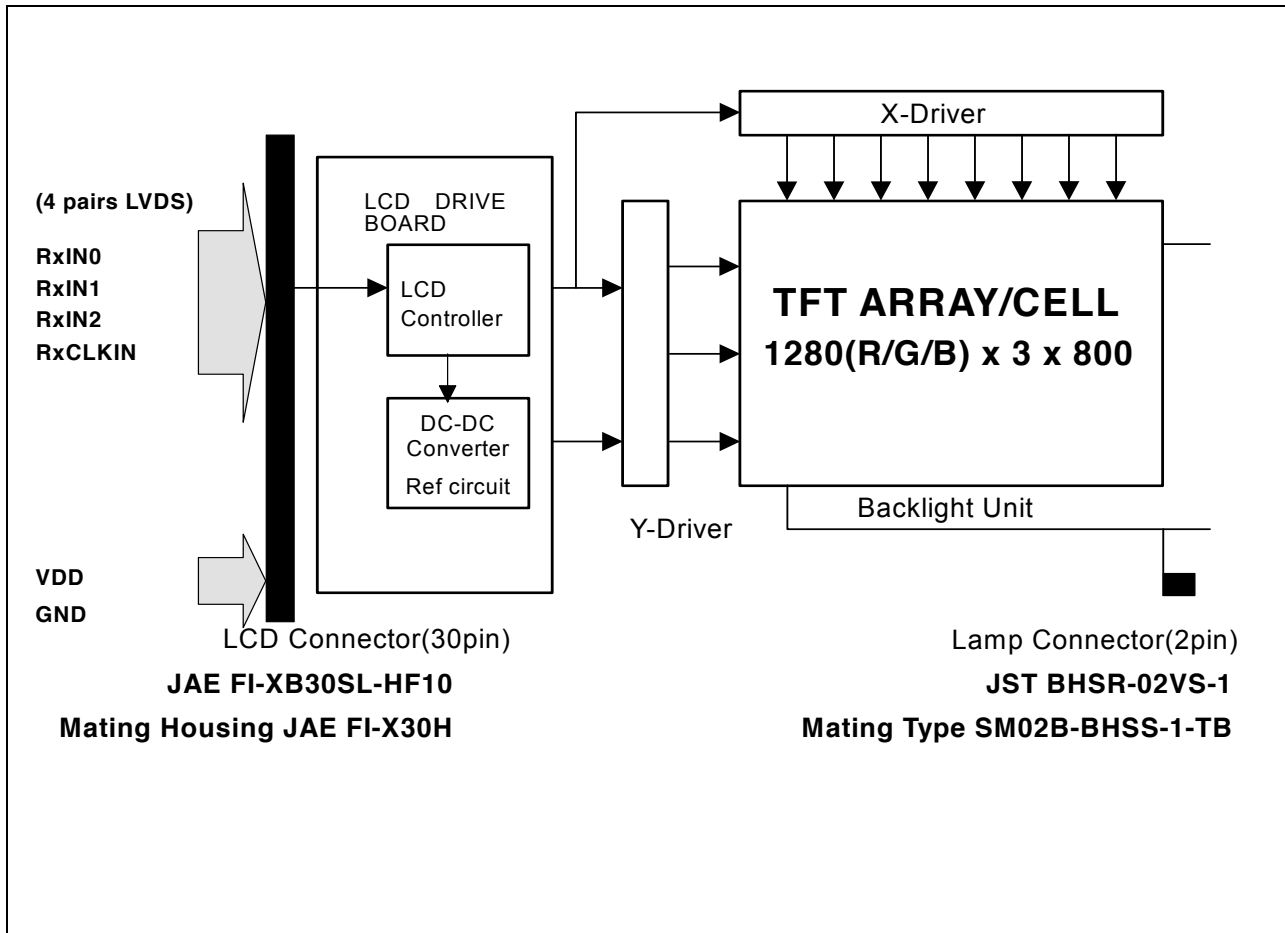 X-Driver
(4 pairs LVDS)
RxIN0
RxIN1
RxIN2
RxCLKIN
LCD DRIVE
BOARD
LCD
Controller
DC-DC
Converter
Ref circuit
TFT ARRAY/CELL
1280(R/G/B) x 3 x 800
Backlight Unit
Y-Driver
VDD
GND
LCD Connector(30pin)
JAE FI-XB30SL-HF10
Mating Housing JAE FI-X30H
Lamp Connector(2pin)
JST BHSR-02VS-1
Mating Type SM02B-BHSS-1-TB